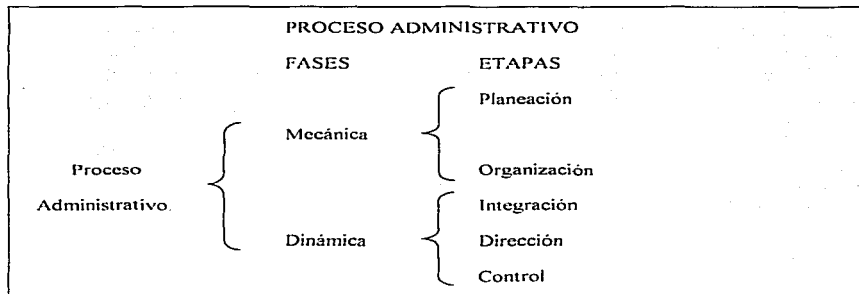 PROCESO ADMINISTRATIVO
FASES ETAPAS
Planeación
Mecánica
Proceso Organización
Administrativo. Integración
Dinámica Dirección
Control